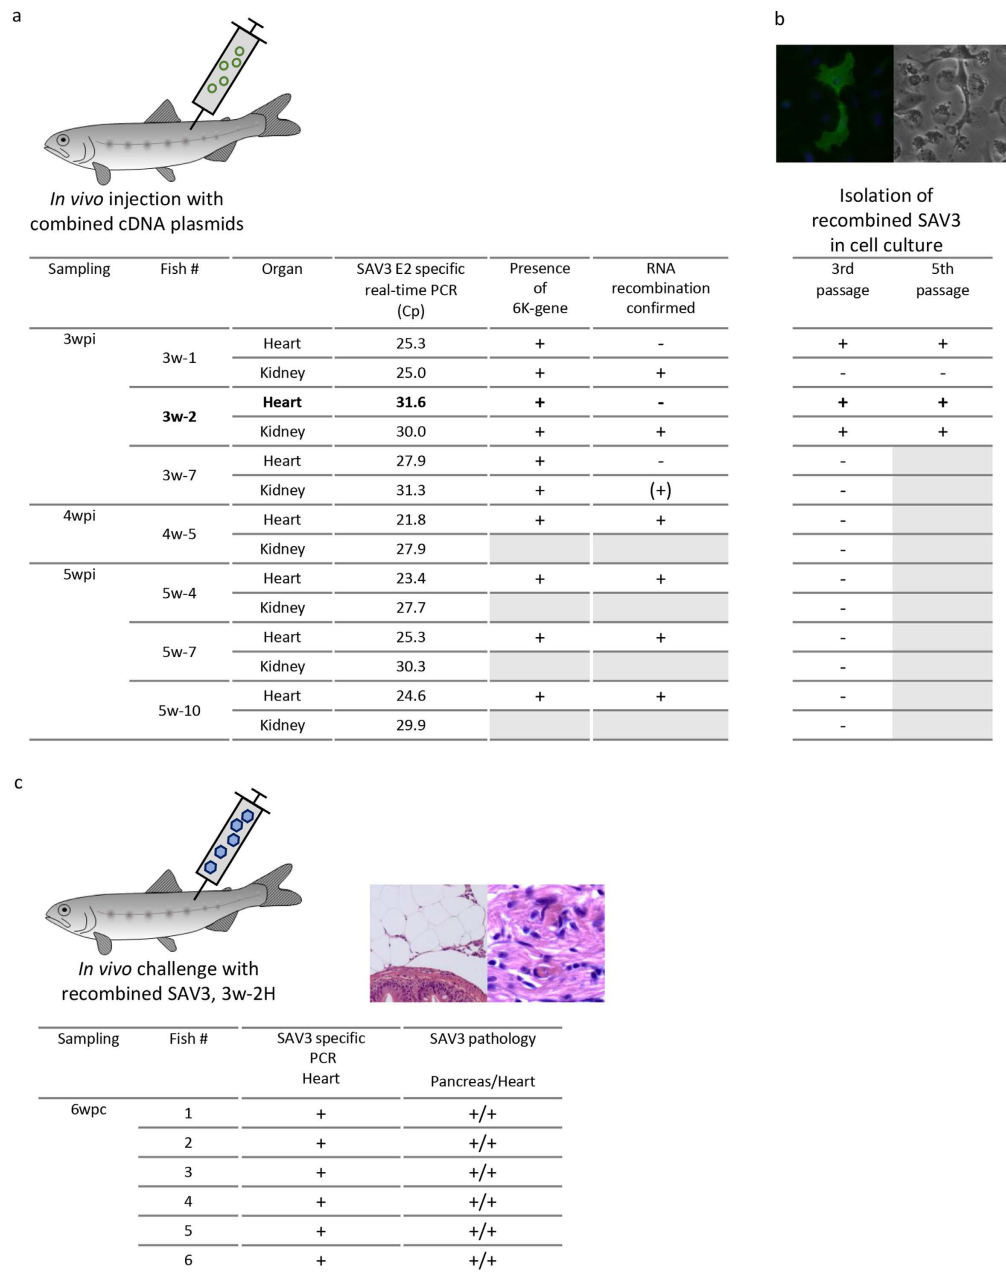 a
In vivo injection with
combined cDNA plasmids
Sampling Fish # Organ SAV3 E2 specific real-time PCR (Cp) Presence of 6K-gene RNA recombination confirmed
3wpi 3w-1 Heart 25.3 + -
Kidney 25.0 + +
3w-2 Heart 31.6 + -
Kidney 30.0 + +
3w-7 Heart 27.9 + -
Kidney 31.3 + (+)
4wpi 4w-5 Heart 21.8 + +
Kidney 27.9
5wpi 5w-4 Heart 23.4 + +
Kidney 27.7
5w-7 Heart 25.3 + +
Kidney 30.3
5w-10 Heart 24.6 + +
Kidney 29.9
b
Isolation of
recombined SAV3
in cell culture
3rd passage 5th passage
+ +
- -
+ +
+ +
-
-
-
-
-
-
-
-
-
-
c
In vivo challenge with
recombined SAV3, 3w-2H
Sampling Fish # SAV3 specific PCR Heart SAV3 pathology Pancreas/Heart
6wpc 1 + +/+
2 + +/+
3 + +/+
4 + +/+
5 + +/+
6 + +/+